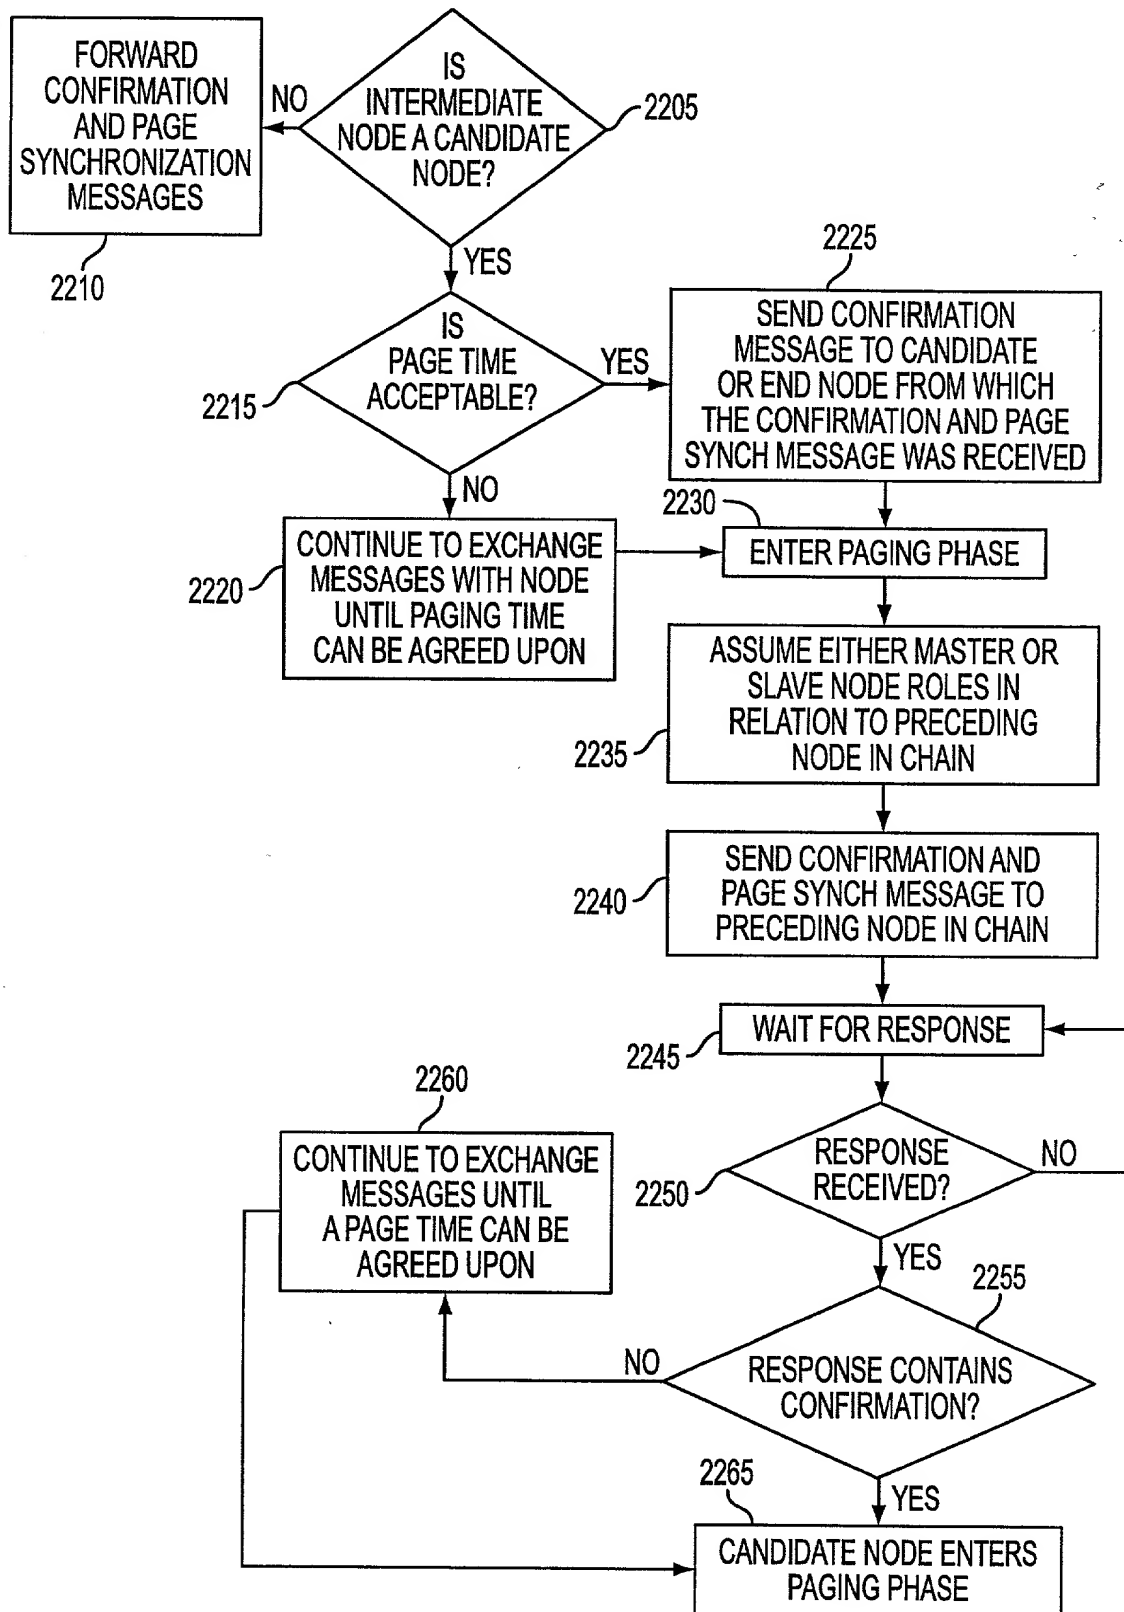 FORWARD
CONFIRMATION
AND PAGE
SYNCHRONIZATION
MESSAGES
2210
NO
IS
INTERMEDIATE
NODE A CANDIDATE
NODE?
2205
YES
IS
PAGE TIME
ACCEPTABLE?
2215
YES
2225
SEND CONFIRMATION
MESSAGE TO CANDIDATE
OR END NODE FROM WHICH
THE CONFIRMATION AND PAGE
SYNCH MESSAGE WAS RECEIVED
NO
CONTINUE TO EXCHANGE
MESSAGES WITH NODE
UNTIL PAGING TIME
CAN BE AGREED UPON
2220
2230
ENTER PAGING PHASE
ASSUME EITHER MASTER OR
SLAVE NODE ROLES IN
RELATION TO PRECEDING
NODE IN CHAIN
2235
SEND CONFIRMATION AND
PAGE SYNCH MESSAGE TO
PRECEDING NODE IN CHAIN
2240
WAIT FOR RESPONSE
2245
RESPONSE
RECEIVED?
2250
NO
YES
2260
CONTINUE TO EXCHANGE
MESSAGES UNTIL
A PAGE TIME CAN BE
AGREED UPON
2255
RESPONSE CONTAINS
CONFIRMATION?
NO
YES
2265
CANDIDATE NODE ENTERS
PAGING PHASE